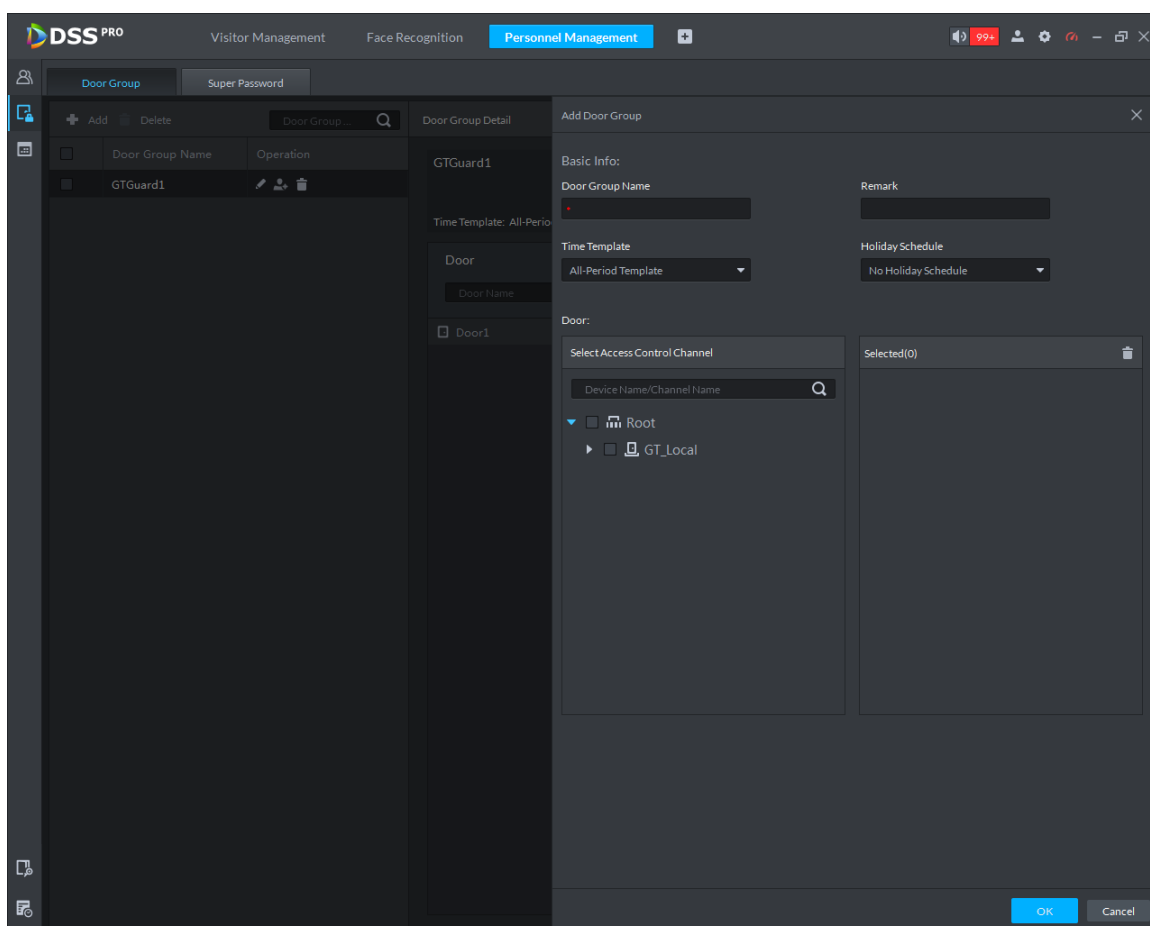 DSS PRO Visitor Management Face Recognition Personnel Management 99+
Door Group Super Password
Add Delete Door Group ... Door Group Detail
Door Group Name Operation
GTGuard1
GTGuard1
Time Template: All-Perio
Door
Door Name
Door1
Add Door Group
Basic Info:
Door Group Name Remark
*
Time Template Holiday Schedule
All-Period Template No Holiday Schedule
Door:
Select Access Control Channel Selected(0)
Device Name/Channel Name
Root
GT_Local
OK Cancel